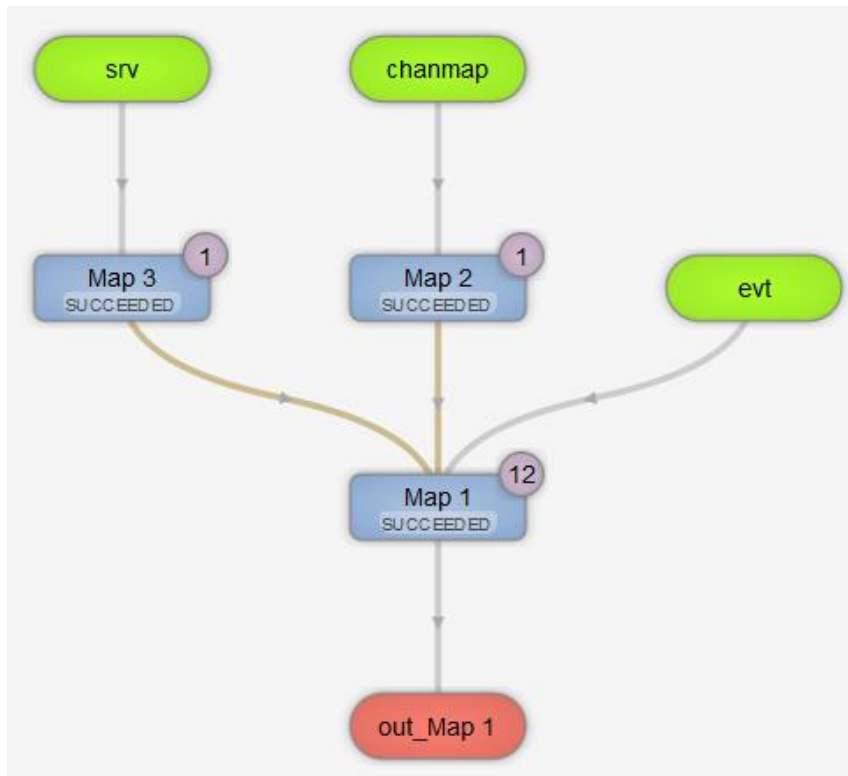 srv
chanmap
1
Map 3
SUCCEEDED
1
Map 2
SUCCEEDED
evt
12
Map 1
SUCCEEDED
out_Map 1